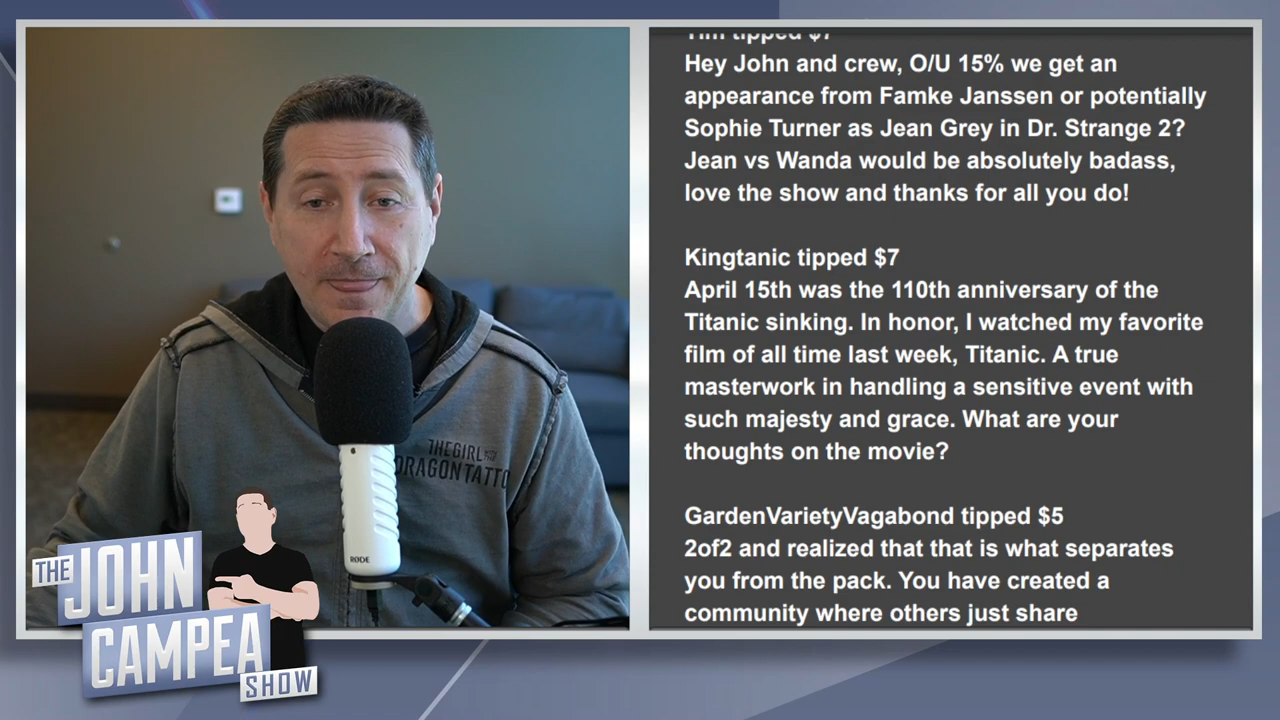 Tim tipped $7
Hey John and crew, O/U 15% we get an
appearance from Famke Janssen or potentially
Sophie Turner as Jean Grey in Dr. Strange 2?
Jean vs Wanda would be absolutely badass,
love the show and thanks for all you do!
Kingtanic tipped $7
April 15th was the 110th anniversary of the
Titanic sinking. In honor, I watched my favorite
film of all time last week, Titanic. A true
masterwork in handling a sensitive event with
such majesty and grace. What are your
thoughts on the movie?
GardenVarietyVagabond tipped $5
2of2 and realized that that is what separates
you from the pack. You have created a
community where others just share
THE GIRL
DRAGON TATTO
RØDE
THE
JOHN
CAMPEA
SHOW